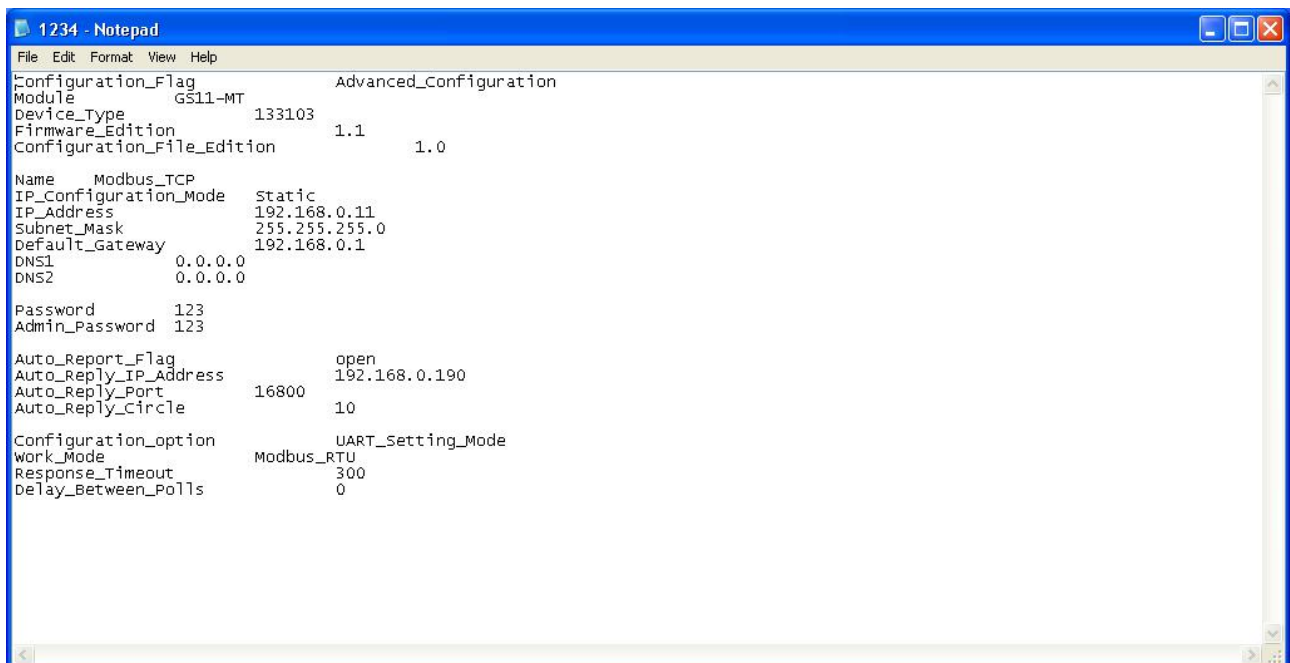 1234 - Notepad
File Edit Format View Help
Configuration_Flag Advanced_Configuration
Module GS11-MT
Device_Type 133103
Firmware_Edition 1.1
Configuration_File_Edition 1.0
Name Modbus_TCP
IP_Configuration_Mode Static
IP_Address 192.168.0.11
Subnet_Mask 255.255.255.0
Default_Gateway 192.168.0.1
DNS1 0.0.0.0
DNS2 0.0.0.0
Password 123
Admin_Password 123
Auto_Report_Flag open
Auto_Reply_IP_Address 192.168.0.190
Auto_Reply_Port 16800
Auto_Reply_Circle 10
Configuration_option UART_Setting_Mode
Work_Mode Modbus_RTU
Response_Timeout 300
Delay_Between_Polls 0